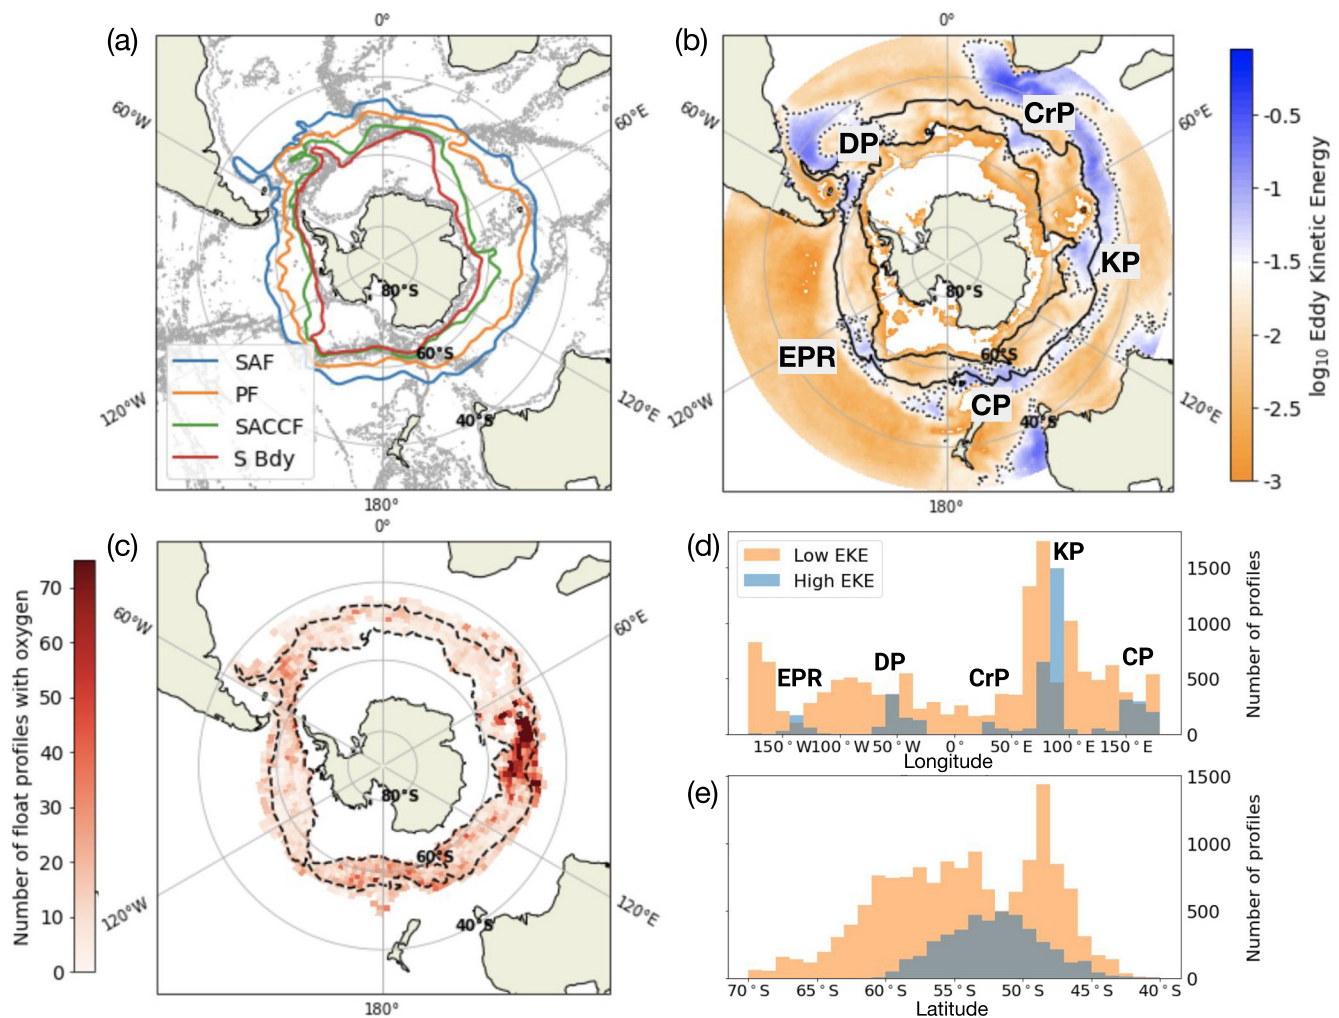 (a)
0°
60°W
60°E
80°S
60°S
40°S
120°W
120°E
180°
SAF
PF
SACCF
S Bdy
(b)
0°
60°W
60°E
DP
CrP
KP
80°S
EPR
60°S
CP
40°S
120°W
120°E
180°
-0.5
-1
-1.5
-2
-2.5
-3
log₁₀ Eddy Kinetic Energy
(c)
0°
60°W
60°E
80°S
60°S
40°S
120°W
120°E
180°
70
60
50
40
30
20
10
0
Number of float profiles with oxygen
(d)
Low EKE
High EKE
KP
EPR
DP
CrP
CP
1500
1000
500
0
Number of profiles
150°W 100°W 50°W 0° 50°E 100°E 150°E
Longitude
(e)
1500
1000
500
0
Number of profiles
70°S 65°S 60°S 55°S 50°S 45°S 40°S
Latitude